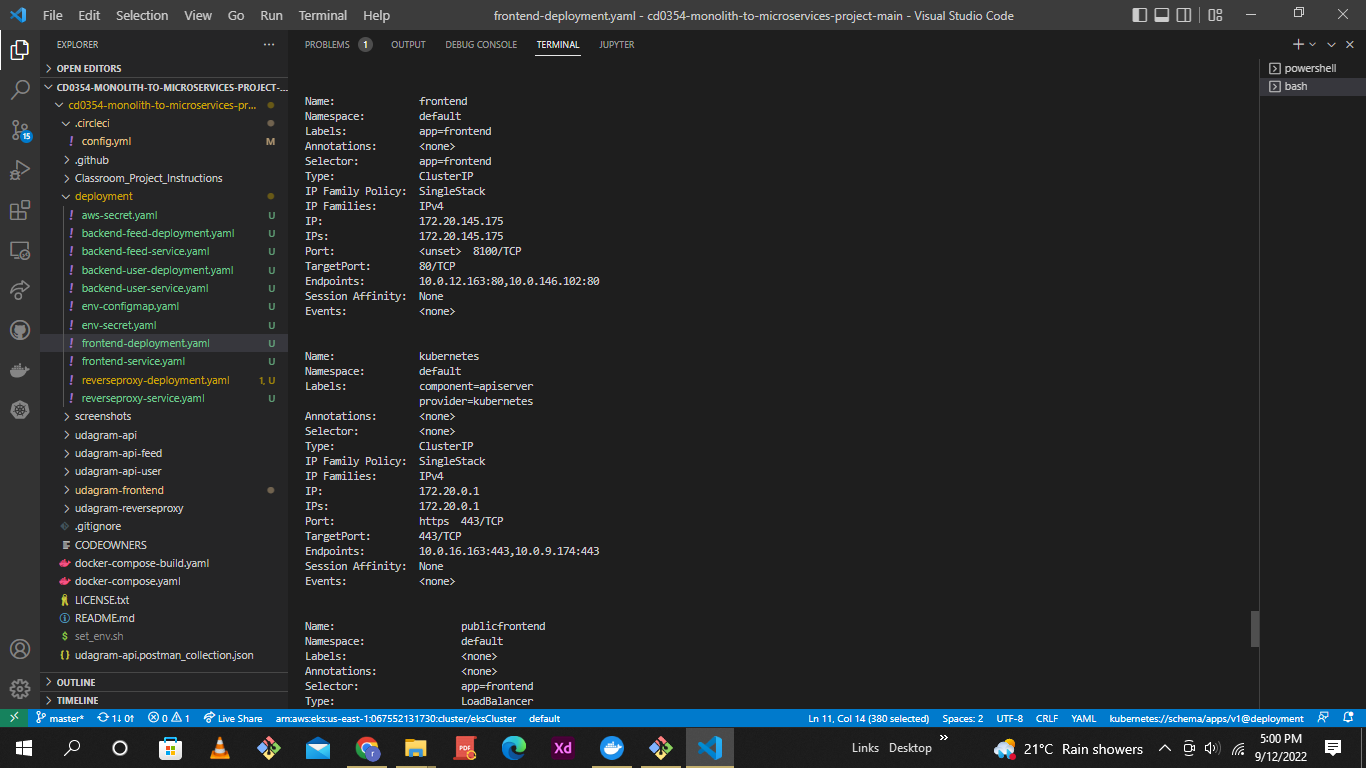 File Edit Selection View Go Run Terminal Help
frontend-deployment.yaml - cd0354-monolith-to-microservices-project-main - Visual Studio Code
EXPLORER
OPEN EDITORS
CD0354-MONOLITH-TO-MICROSERVICES-PROJECT-...
cd0354-monolith-to-microservices-pr...
.circleci
! config.yml M
.github
Classroom_Project_Instructions
deployment
! aws-secret.yaml U
! backend-feed-deployment.yaml U
! backend-feed-service.yaml U
! backend-user-deployment.yaml U
! backend-user-service.yaml U
! env-configmap.yaml U
! env-secret.yaml U
! frontend-deployment.yaml U
! frontend-service.yaml U
! reverseproxy-deployment.yaml 1, U
! reverseproxy-service.yaml U
screenshots
udagram-api
udagram-api-feed
udagram-api-user
udagram-frontend
udagram-reverseproxy
.gitignore
CODEOWNERS
docker-compose-build.yaml
docker-compose.yaml
LICENSE.txt
README.md
$ set_env.sh
{} udagram-api.postman_collection.json
OUTLINE
TIMELINE
15
PROBLEMS 1 OUTPUT DEBUG CONSOLE TERMINAL JUPYTER
Name: frontend
Namespace: default
Labels: app=frontend
Annotations: <none>
Selector: app=frontend
Type: ClusterIP
IP Family Policy: SingleStack
IP Families: IPv4
IP: 172.20.145.175
IPs: 172.20.145.175
Port: <unset> 8100/TCP
TargetPort: 80/TCP
Endpoints: 10.0.12.163:80,10.0.146.102:80
Session Affinity: None
Events: <none>
Name: kubernetes
Namespace: default
Labels: component=apiserver
provider=kubernetes
Annotations: <none>
Selector: <none>
Type: ClusterIP
IP Family Policy: SingleStack
IP Families: IPv4
IP: 172.20.0.1
IPs: 172.20.0.1
Port: https 443/TCP
TargetPort: 443/TCP
Endpoints: 10.0.16.163:443,10.0.9.174:443
Session Affinity: None
Events: <none>
Name: publicfrontend
Namespace: default
Labels: <none>
Annotations: <none>
Selector: app=frontend
Type: LoadBalancer
powershell
bash
master* 1↓ 0↑ 0 1 Live Share arn:aws:eks:us-east-1:067552131730:cluster/eksCluster default
Ln 11, Col 14 (380 selected) Spaces: 2 UTF-8 CRLF YAML kubernetes://schema/apps/v1@deployment
PDF
Xd
Links Desktop »
21°C Rain showers
5:00 PM
9/12/2022